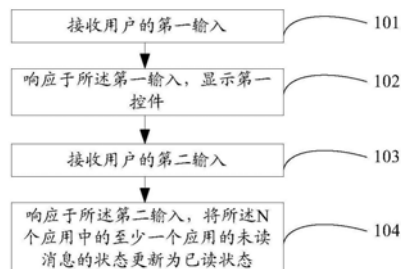 接收用户的第一输入
101
响应于所述第一输入，显示第一
控件
102
接收用户的第二输入
103
响应于所述第二输入，将所述N
个应用中的至少一个应用的未读
消息的状态更新为已读状态
104